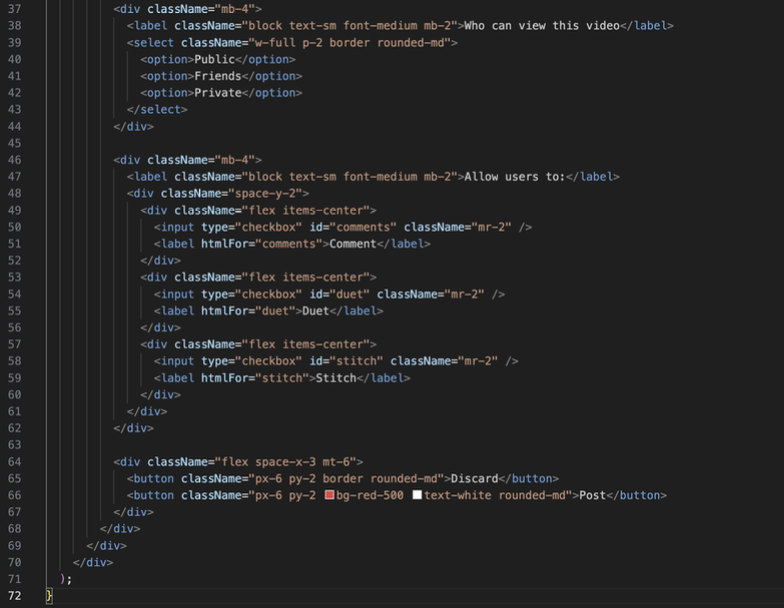 37 <div className="mb-4">
38 <label className="block text-sm font-medium mb-2">Who can view this video</label>
39 <select className="w-full p-2 border rounded-md">
40 <option>Public</option>
41 <option>Friends</option>
42 <option>Private</option>
43 </select>
44 </div>
45
46 <div className="mb-4">
47 <label className="block text-sm font-medium mb-2">Allow users to:</label>
48 <div className="space-y-2">
49 <div className="flex items-center">
50 <input type="checkbox" id="comments" className="mr-2" />
51 <label htmlFor="comments">Comment</label>
52 </div>
53 <div className="flex items-center">
54 <input type="checkbox" id="duet" className="mr-2" />
55 <label htmlFor="duet">Duet</label>
56 </div>
57 <div className="flex items-center">
58 <input type="checkbox" id="stitch" className="mr-2" />
59 <label htmlFor="stitch">Stitch</label>
60 </div>
61 </div>
62 </div>
63
64 <div className="flex space-x-3 mt-6">
65 <button className="px-6 py-2 border rounded-md">Discard</button>
66 <button className="px-6 py-2 bg-red-500 text-white rounded-md">Post</button>
67 </div>
68 </div>
69 </div>
70 </div>
71 );
72 }